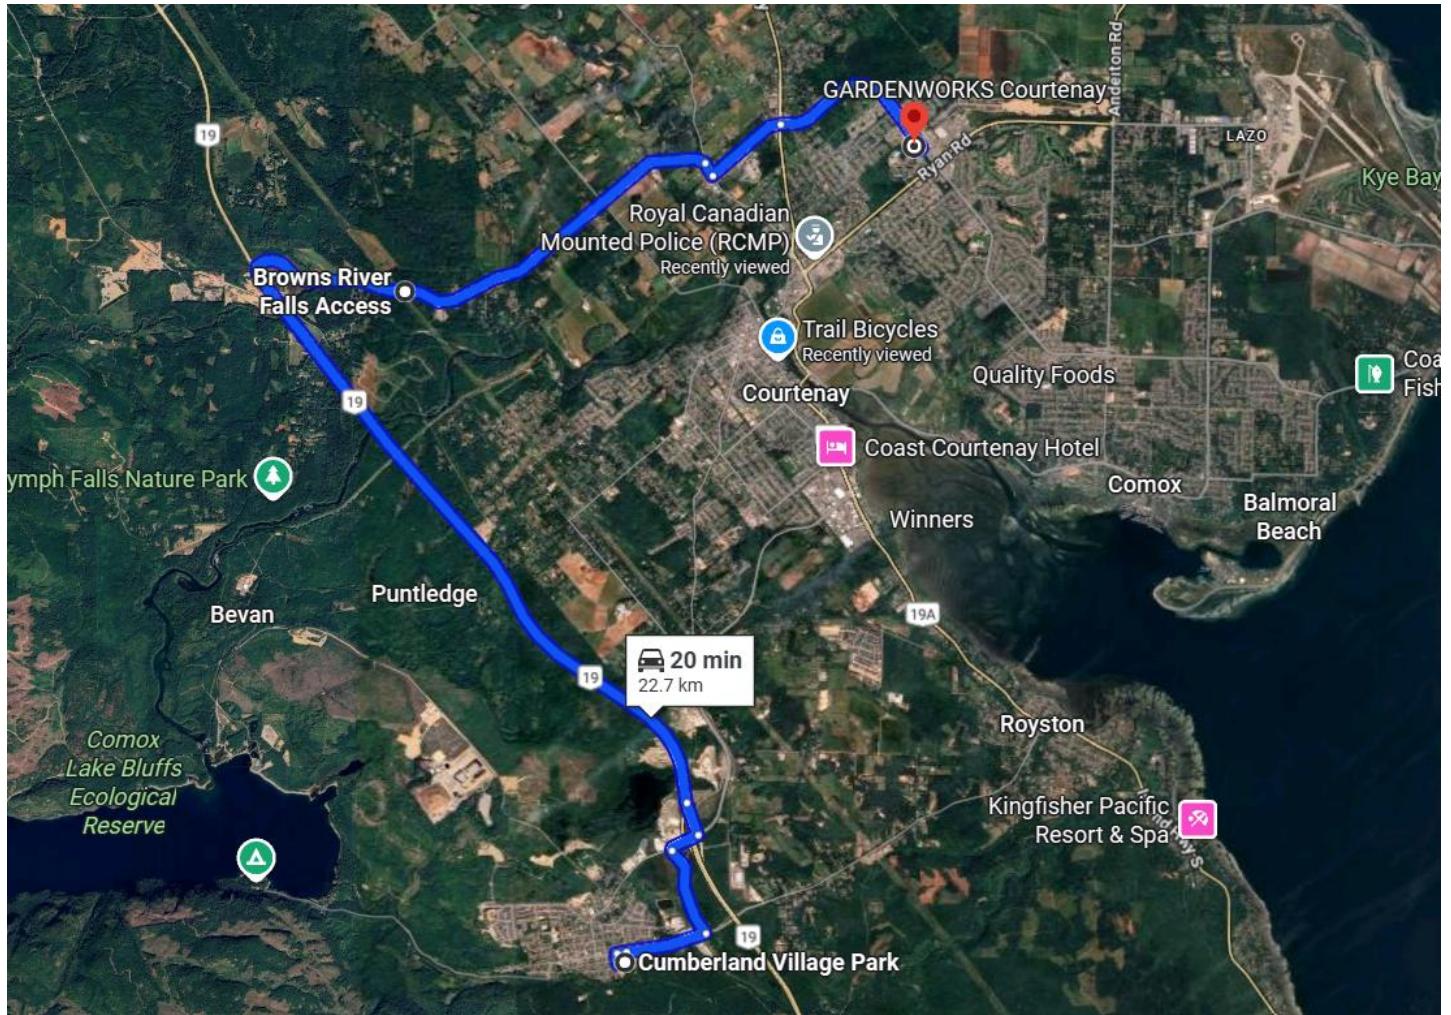 GARDENWORKS Courtenay
Anderton Rd
19
LAZO
Ryan Rd
Kye Bay
Royal Canadian
Mounted Police (RCMP)
Recently viewed
Browns River
Falls Access
Trail Bicycles
Recently viewed
Coa
Fish
Quality Foods
Courtenay
19
Coast Courtenay Hotel
ymph Falls Nature Park
Comox
Balmoral
Beach
Winners
Puntledge
Bevan
19A
20 min
22.7 km
19
Royston
Comox
Lake Bluffs
Ecological
Reserve
Kingfisher Pacific
Resort & Spa
19
Cumberland Village Park